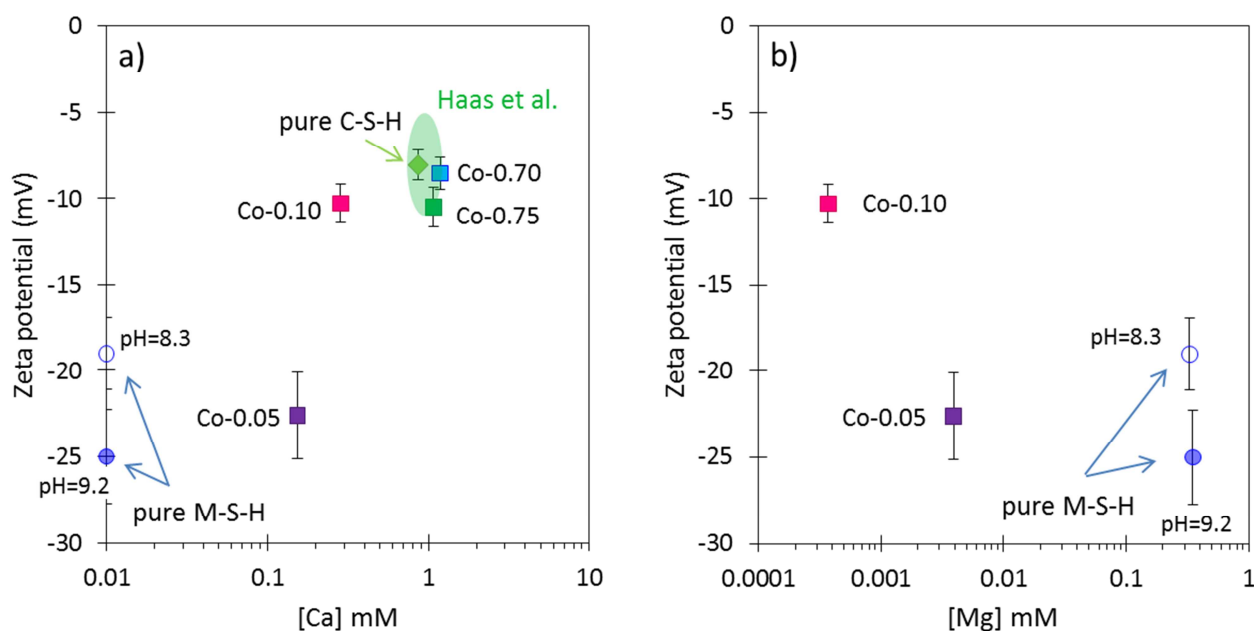 a)
Zeta potential (mV)
0
-5
-10
-15
-20
-25
-30
Haas et al.
pure C-S-H
Co-0.70
Co-0.10
Co-0.75
pH=8.3
Co-0.05
pH=9.2
pure M-S-H
0.01
0.1
1
10
[Ca] mM
b)
Zeta potential (mV)
0
-5
-10
-15
-20
-25
-30
Co-0.10
pH=8.3
Co-0.05
pure M-S-H
pH=9.2
0.0001
0.001
0.01
0.1
1
[Mg] mM